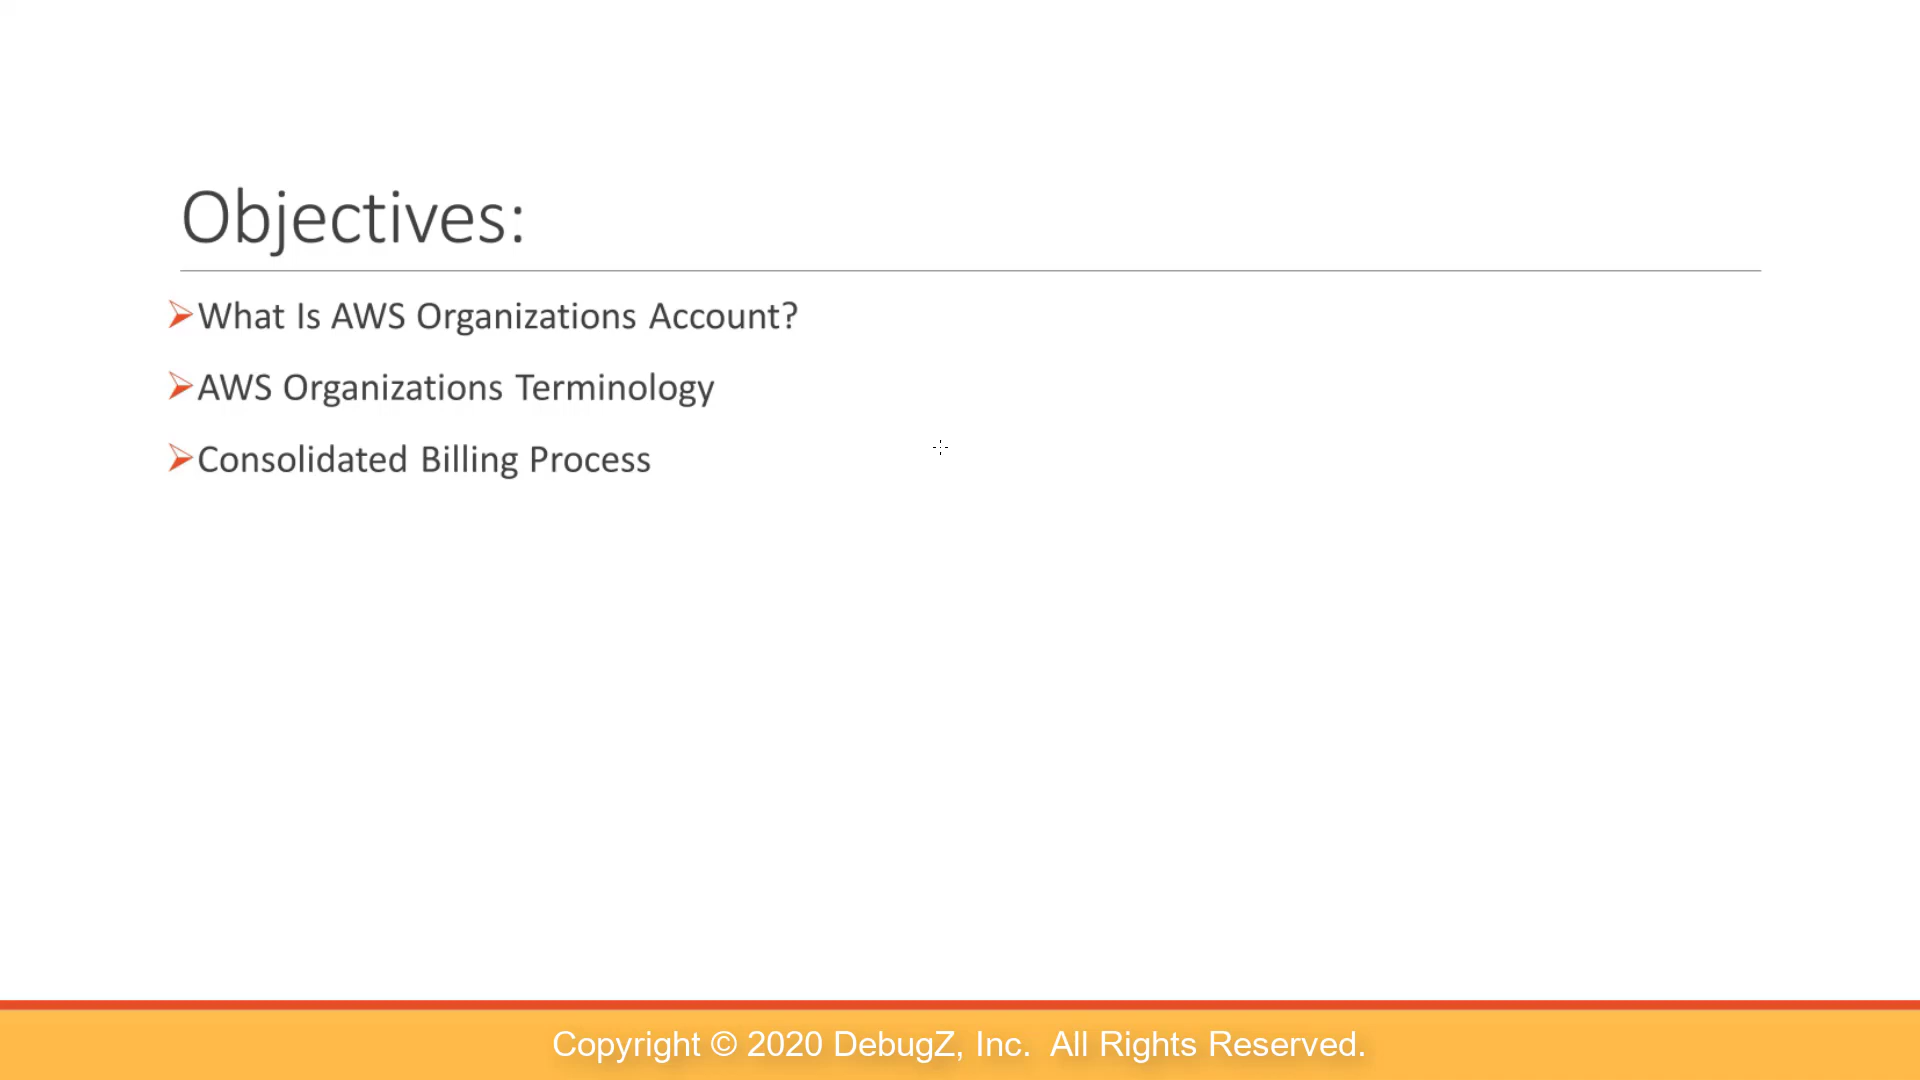 Objectives:
What Is AWS Organizations Account?
AWS Organizations Terminology
Consolidated Billing Process
Copyright © 2020 DebugZ, Inc.  All Rights Reserved.